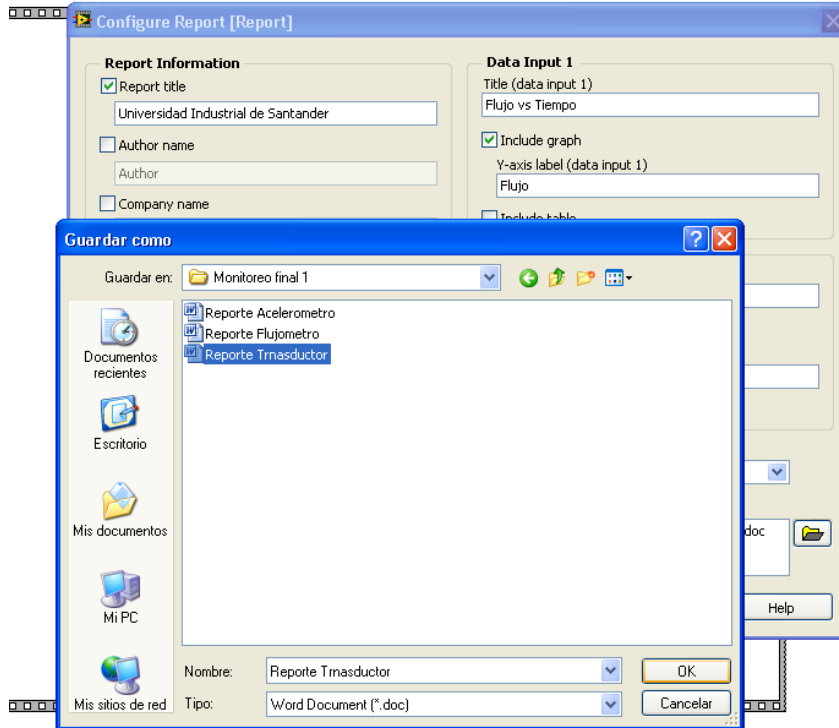 Configure Report [Report]
Report Information
Report title
Universidad Industrial de Santander
Author name
Author
Company name
Data Input 1
Title (data input 1)
Flujo vs Tiempo
Include graph
Y-axis label (data input 1)
Flujo
Include table
Guardar como
Guardar en:
Monitoreo final 1
Documentos
recientes
Escritorio
Mis documentos
Mi PC
Mis sitios de red
Reporte Acelerometro
Reporte Flujometro
Reporte Trnasductor
Nombre:
Reporte Trnasductor
OK
Tipo:
Word Document (*.doc)
Cancelar
doc
Help